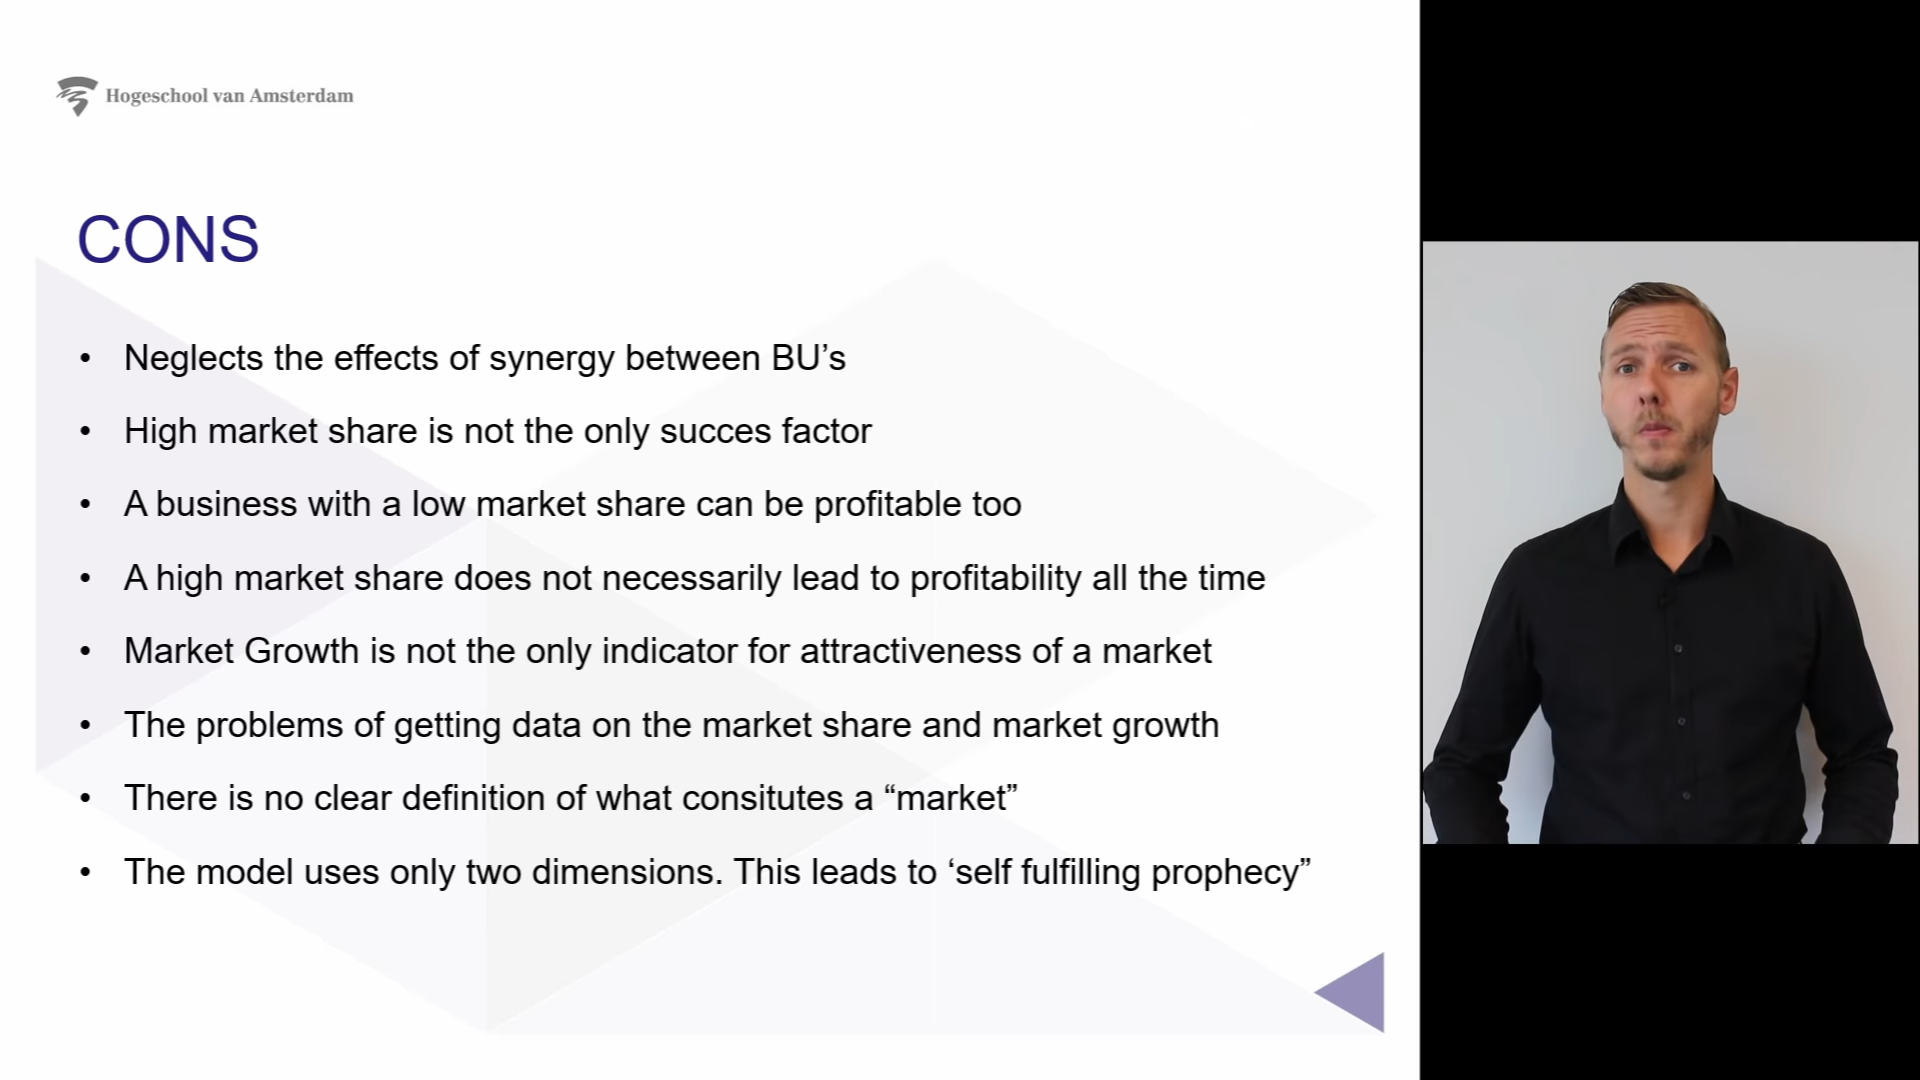 Hogeschool van Amsterdam
CONS
• Neglects the effects of synergy between BU’s
• High market share is not the only succes factor
• A business with a low market share can be profitable too
• A high market share does not necessarily lead to profitability all the time
• Market Growth is not the only indicator for attractiveness of a market
• The problems of getting data on the market share and market growth
• There is no clear definition of what consitutes a “market”
• The model uses only two dimensions. This leads to ‘self fulfilling prophecy”